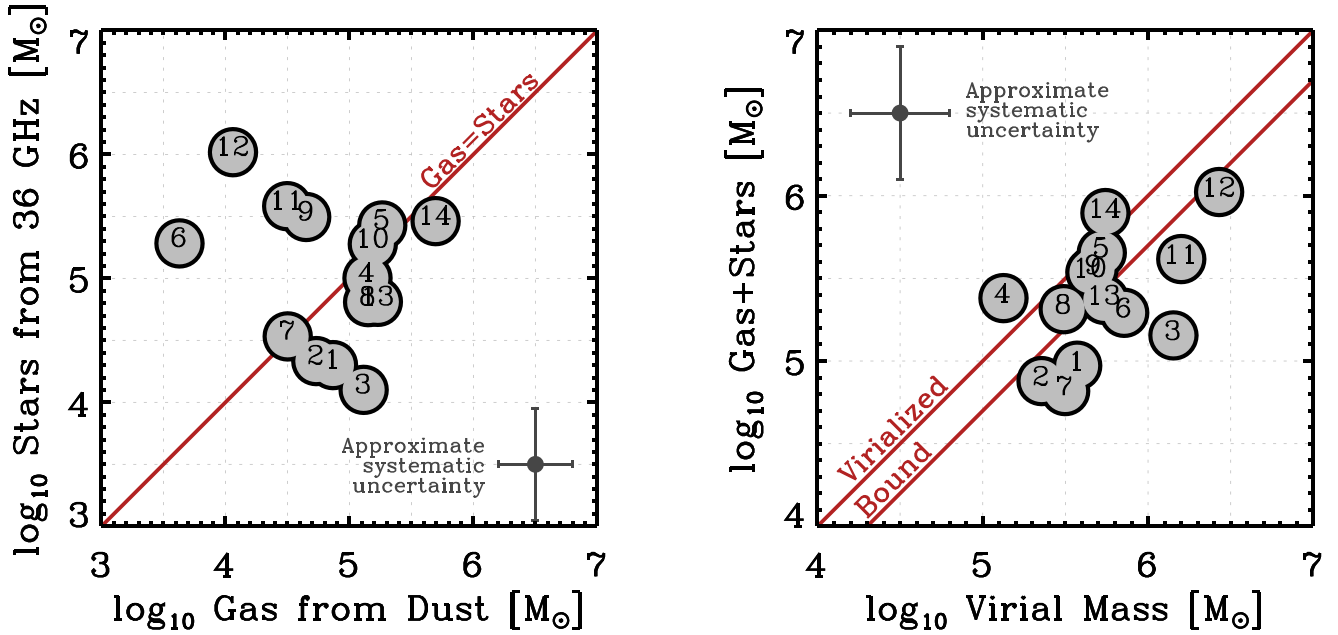 log₁₀ Stars from 36 GHz [M☉]
7
6
5
4
3
3 4 5 6 7
log₁₀ Gas from Dust [M☉]
Gas=Stars
12
11
9
6
5
14
10
4
8
13
7
2
1
3
Approximate
systematic
uncertainty
log₁₀ Gas+Stars [M☉]
7
6
5
4
4 5 6 7
log₁₀ Virial Mass [M☉]
Approximate
systematic
uncertainty
Virialized
Bound
12
14
5
9
10
11
4
8
13
6
3
1
2
7